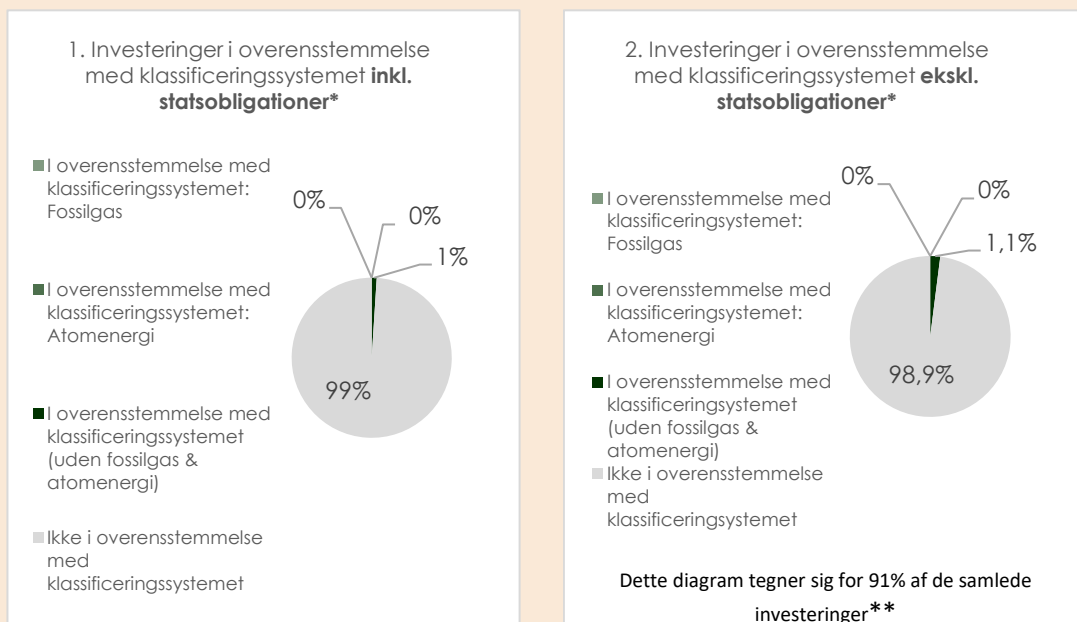 1. Investeringer i overensstemmelse
med klassificeringssystemet inkl.
statsobligationer*
I overensstemmelse med
klassificeringssystemet:
Fossilgas
I overensstemmelse med
klassificeringsystemet:
Atomenergi
I overensstemmelse med
klassificeringssystemet
(uden fossilgas &
atomenergi)
Ikke i overensstemmelse
med
klassificeringssystemet
0%
0%
1%
99%
2. Investeringer i overensstemmelse
med klassificeringssystemet ekskl.
statsobligationer*
I overensstemmelse med
klassificeringsystemet:
Fossilgas
I overensstemmelse med
klassificeringssystemet:
Atomenergi
I overensstemmelse med
klassificeringssystemet
(uden fossilgas &
atomenergi)
Ikke i overensstemmelse
med
klassificeringsystemet
0%
0%
1,1%
98,9%
Dette diagram tegner sig for 91% af de samlede
investeringer**